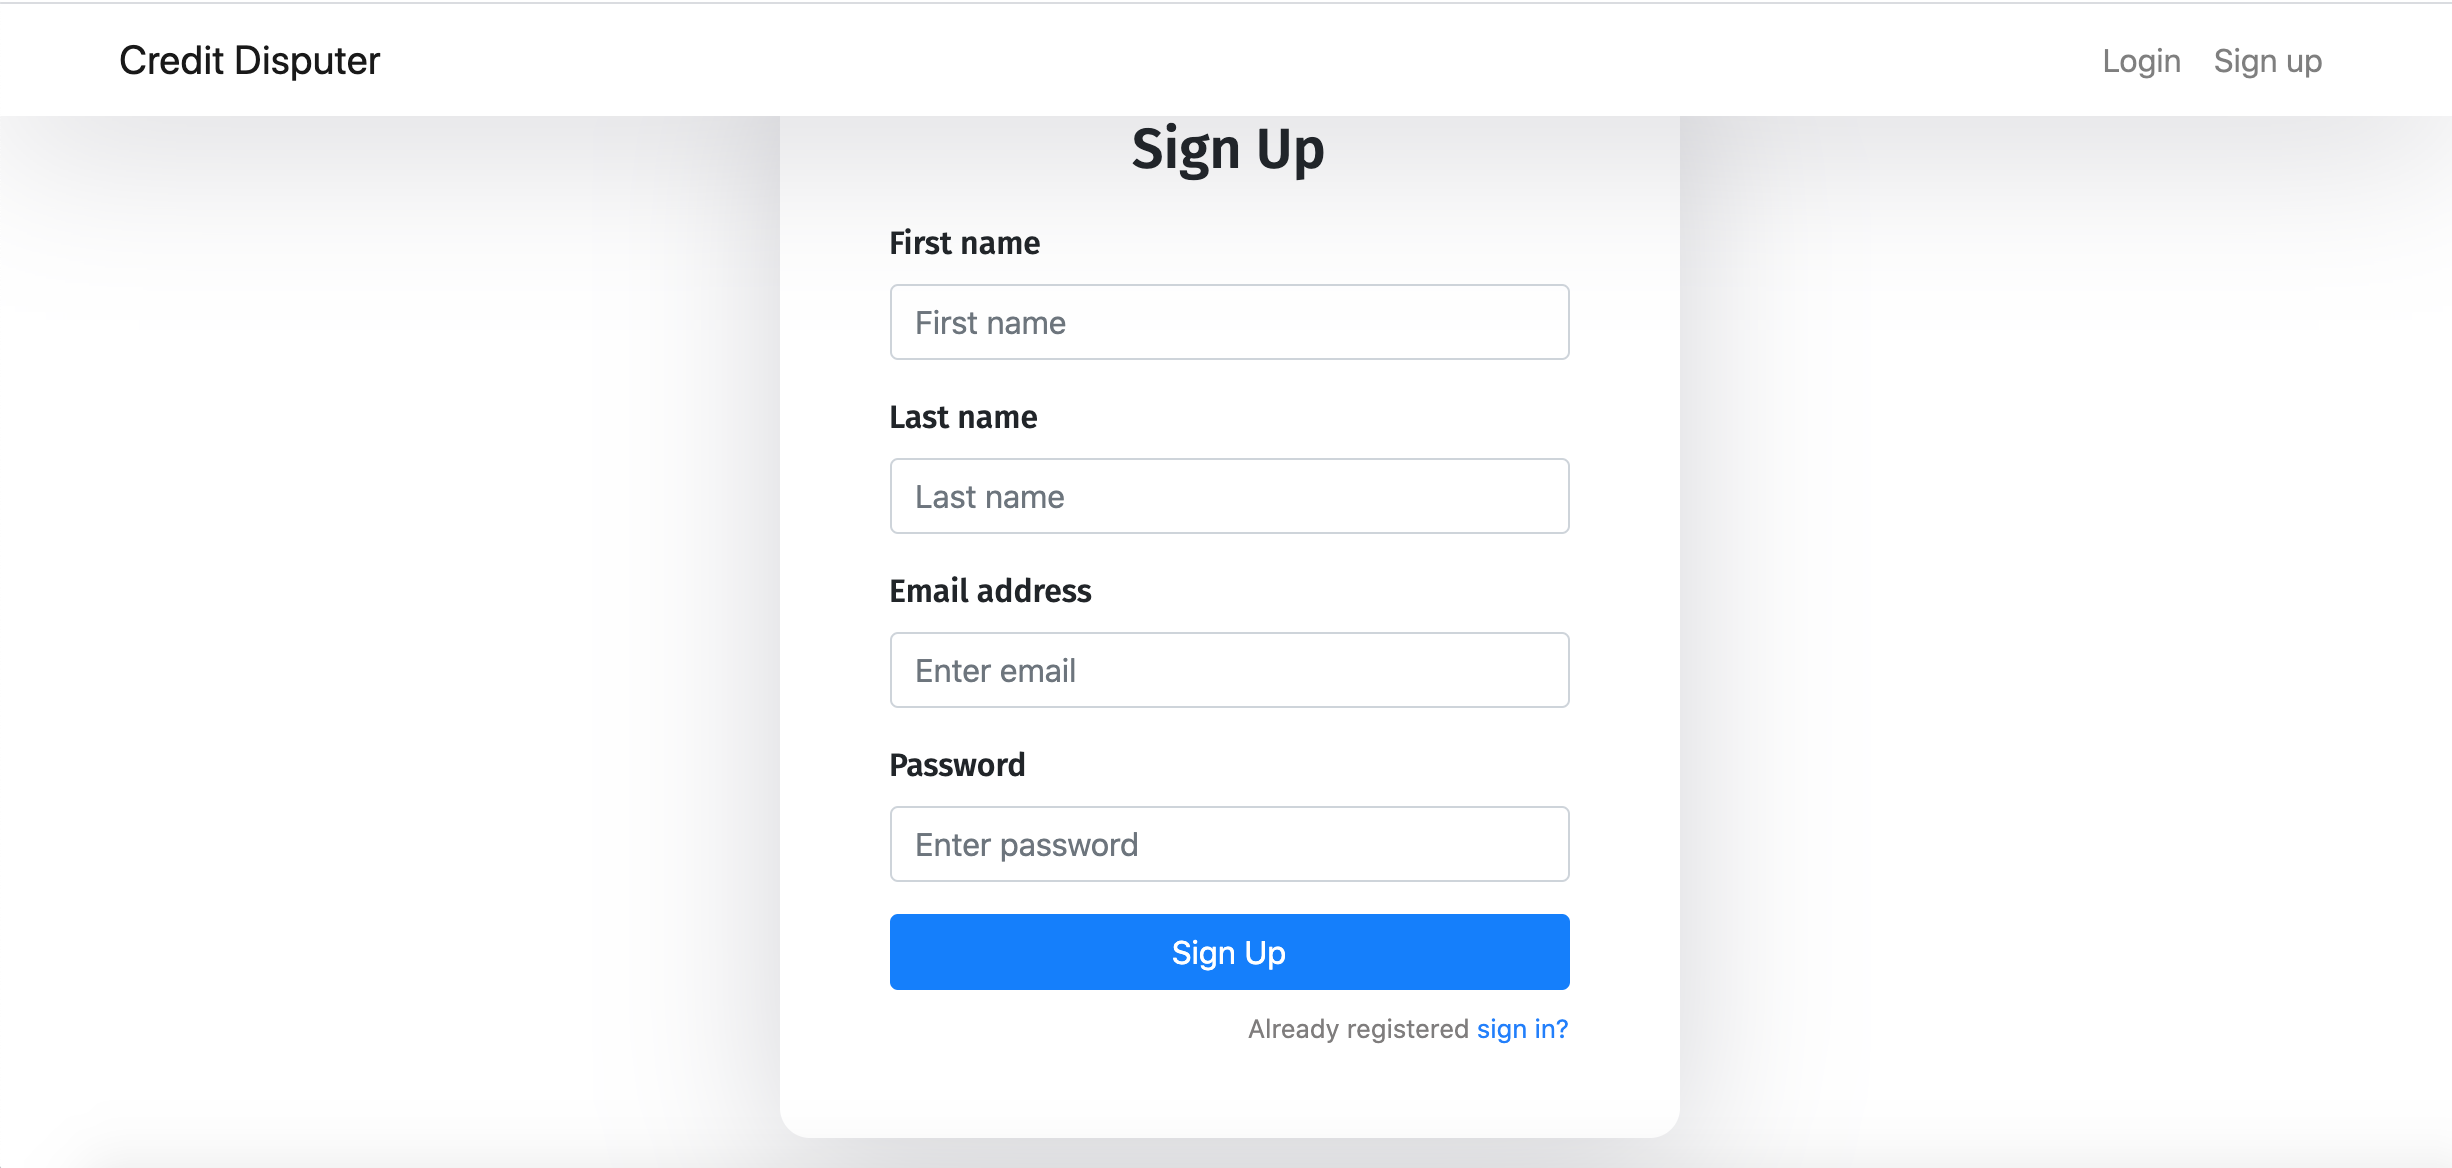 Credit Disputer
Login Sign up
Sign Up
First name
First name
Last name
Last name
Email address
Enter email
Password
Enter password
Sign Up
Already registered sign in?